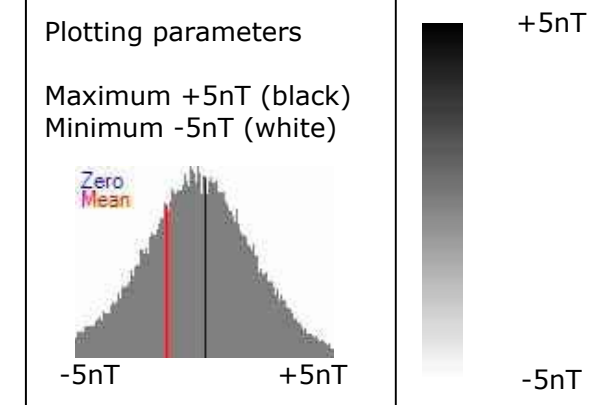 Plotting parameters
Maximum +5nT (black)
Minimum -5nT (white)
Zero
Mean
-5nT +5nT
+5nT
-5nT